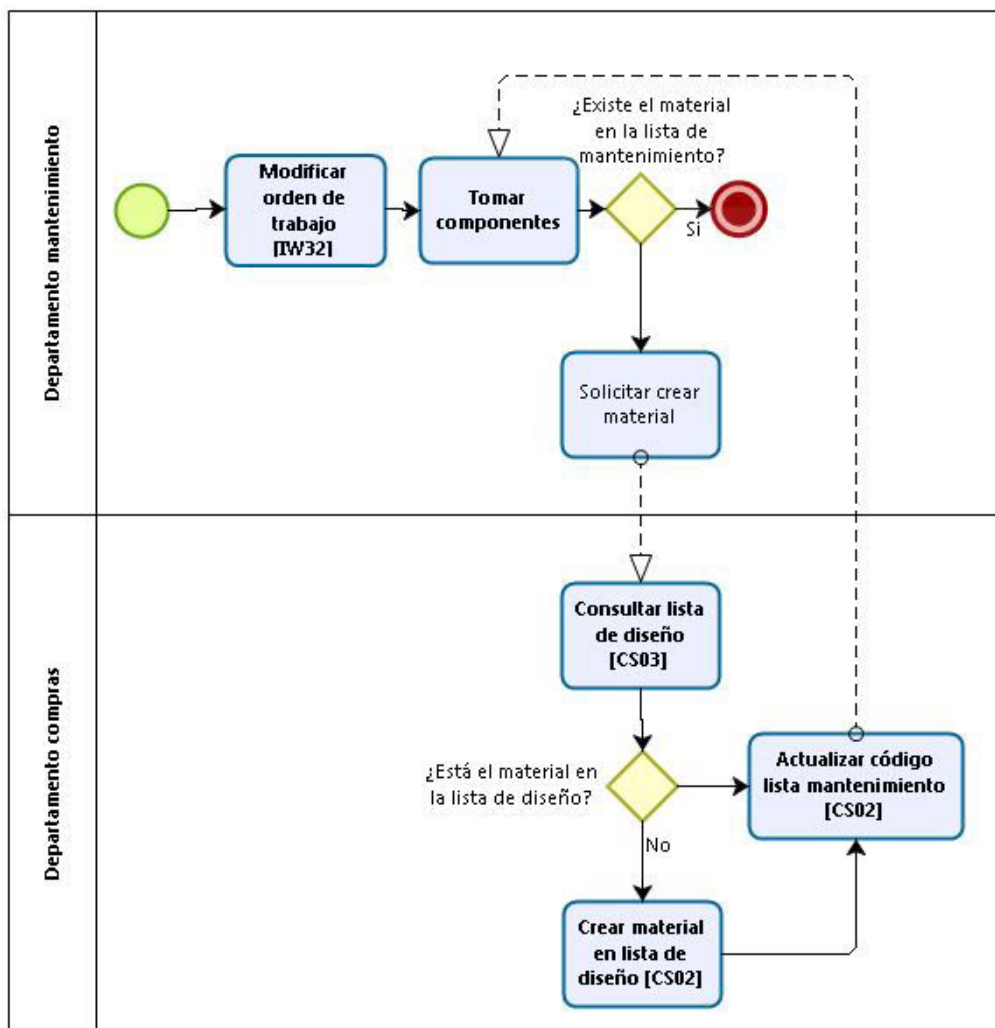 Departamento mantenimiento
¿Existe el material
en la lista de
mantenimiento?
Modificar
orden de
trabajo
[IW32]
Tomar
componentes
Si
Solicitar crear
material
Departamento compras
Consultar lista
de diseño
[CS03]
¿Está el material en
la lista de diseño?
Actualizar código
lista mantenimiento
[CS02]
No
Crear material
en lista de
diseño [CS02]